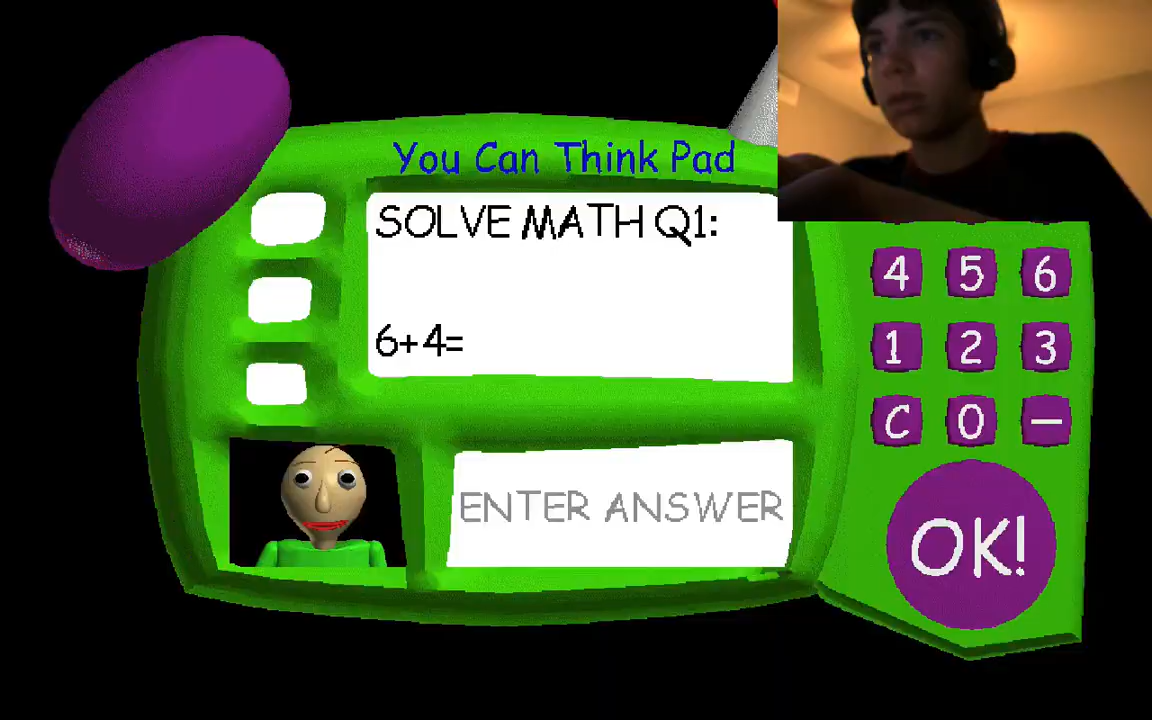 You Can Think Pad
SOLVE MATH Q1:
6+4=
4 5 6
1 2 3
C 0 –
ENTER ANSWER
OK!